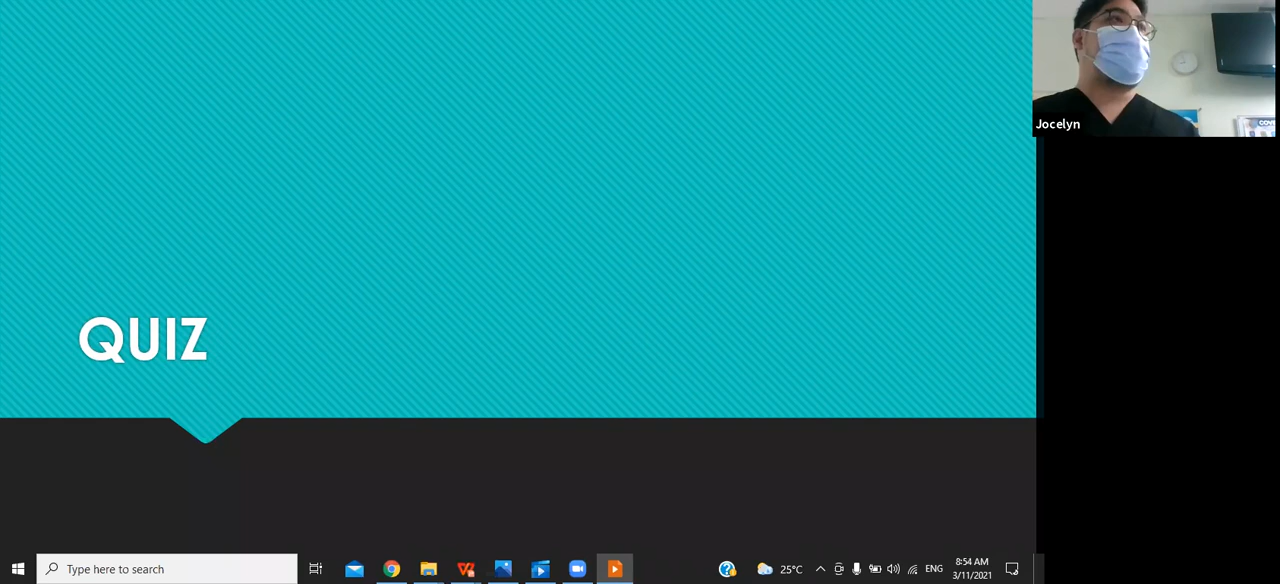 Jocelyn
QUIZ
Type here to search
25°C
ENG
8:54 AM
3/11/2021